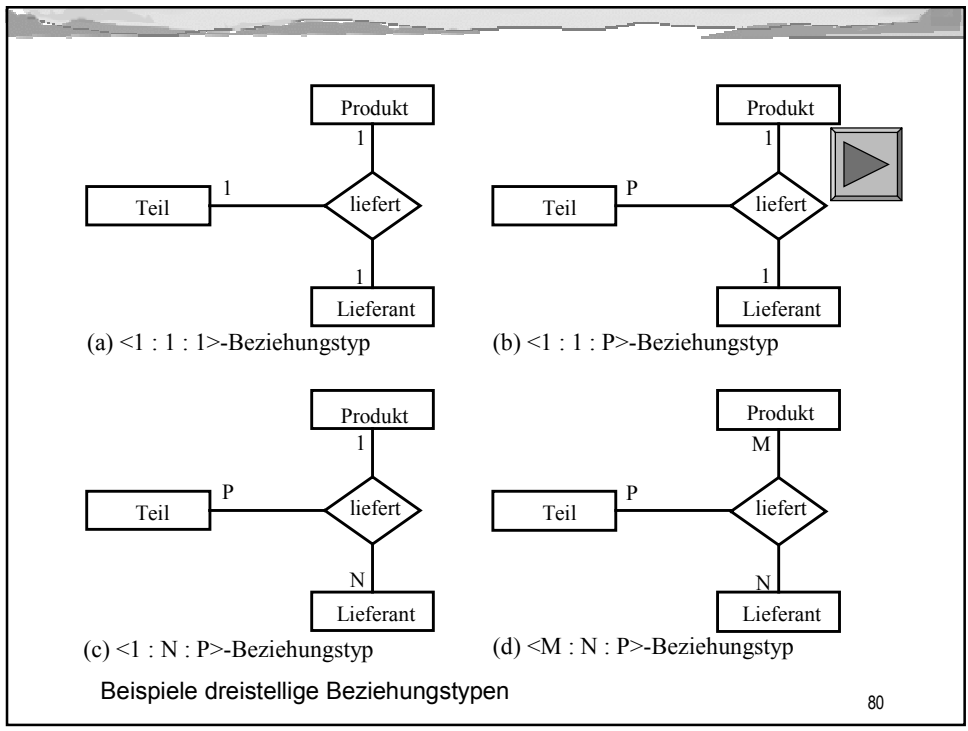 Produkt
1
Teil
1
liefert
1
Lieferant
(a) <1 : 1 : 1>-Beziehungstyp
Produkt
1
Teil
P
liefert
1
Lieferant
(b) <1 : 1 : P>-Beziehungstyp
Produkt
1
Teil
P
liefert
N
Lieferant
(c) <1 : N : P>-Beziehungstyp
Produkt
M
Teil
P
liefert
N
Lieferant
(d) <M : N : P>-Beziehungstyp
Beispiele dreistellige Beziehungstypen
80